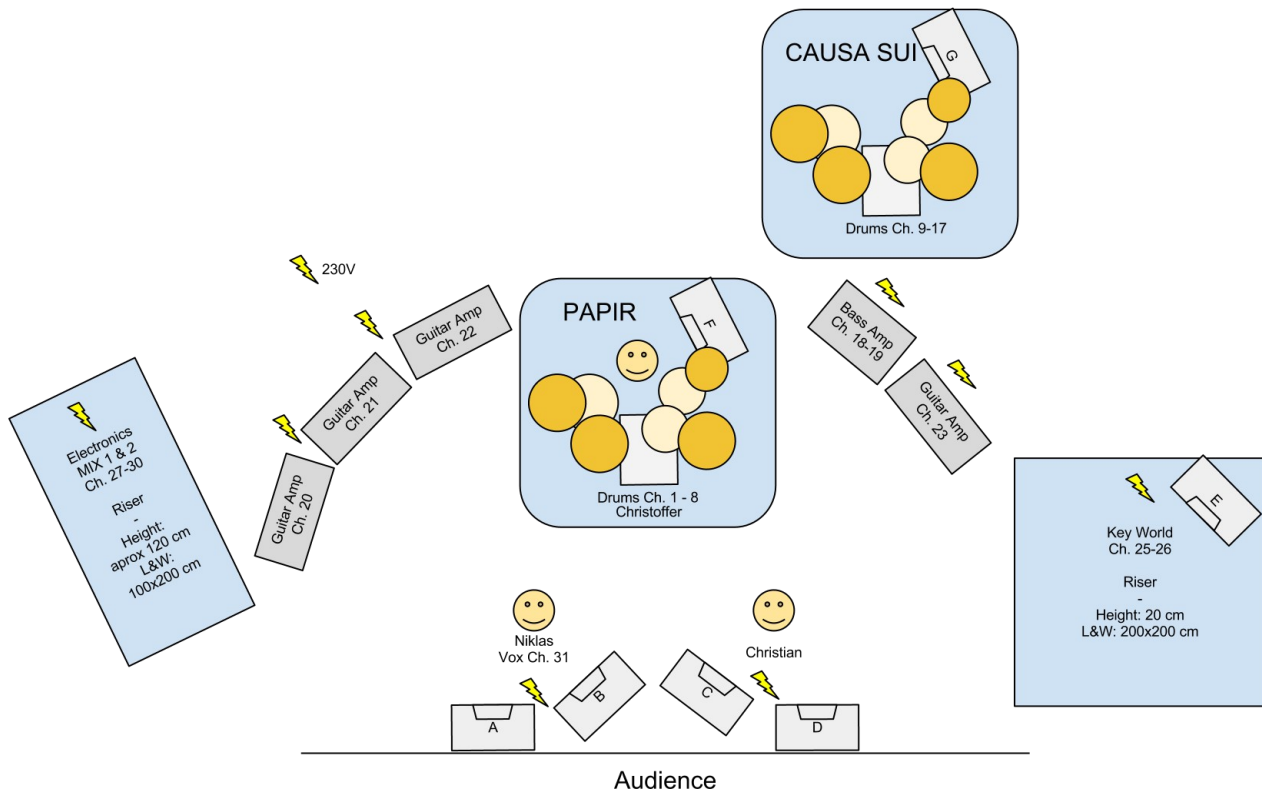 CAUSA SUI
G
Drums Ch. 9-17
230V
Guitar Amp
Ch. 22
PAPIR
F
Bass Amp
Ch. 18-19
Guitar Amp
Ch. 21
Guitar Amp
Ch. 23
Electronics
MIX 1 & 2
Ch. 27-30
Riser
-
Height:
aprox 120 cm
L&W:
100x200 cm
Guitar Amp
Ch. 20
Drums Ch. 1 - 8
Christoffer
E
Key World
Ch. 25-26
Riser
-
Height: 20 cm
L&W: 200x200 cm
Niklas
Vox Ch. 31
Christian
A
B
C
D
Audience